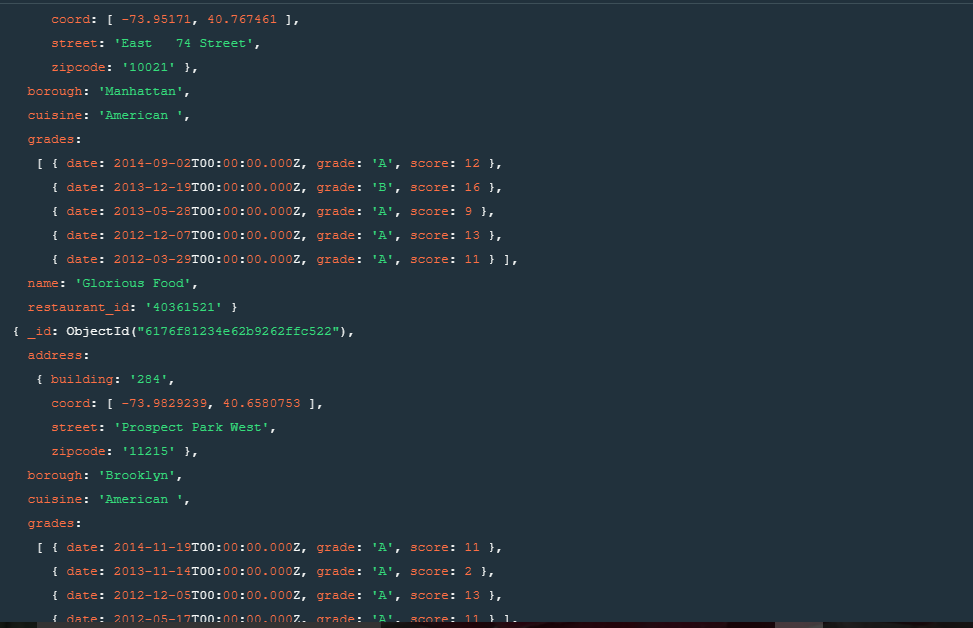 coord: [ -73.95171, 40.767461 ],
street: 'East   74 Street',
zipcode: '10021' },
borough: 'Manhattan',
cuisine: 'American ',
grades:
[ { date: 2014-09-02T00:00:00.000Z, grade: 'A', score: 12 },
{ date: 2013-12-19T00:00:00.000Z, grade: 'B', score: 16 },
{ date: 2013-05-28T00:00:00.000Z, grade: 'A', score: 9 },
{ date: 2012-12-07T00:00:00.000Z, grade: 'A', score: 13 },
{ date: 2012-03-29T00:00:00.000Z, grade: 'A', score: 11 } ],
name: 'Glorious Food',
restaurant_id: '40361521' }
{ _id: ObjectId("6176f81234e62b9262ffc522"),
address:
{ building: '284',
coord: [ -73.9829239, 40.6580753 ],
street: 'Prospect Park West',
zipcode: '11215' },
borough: 'Brooklyn',
cuisine: 'American ',
grades:
[ { date: 2014-11-19T00:00:00.000Z, grade: 'A', score: 11 },
{ date: 2013-11-14T00:00:00.000Z, grade: 'A', score: 2 },
{ date: 2012-12-05T00:00:00.000Z, grade: 'A', score: 13 },
{ date: 2012-05-17T00:00:00.000Z, grade: 'A', score: 11 } ],